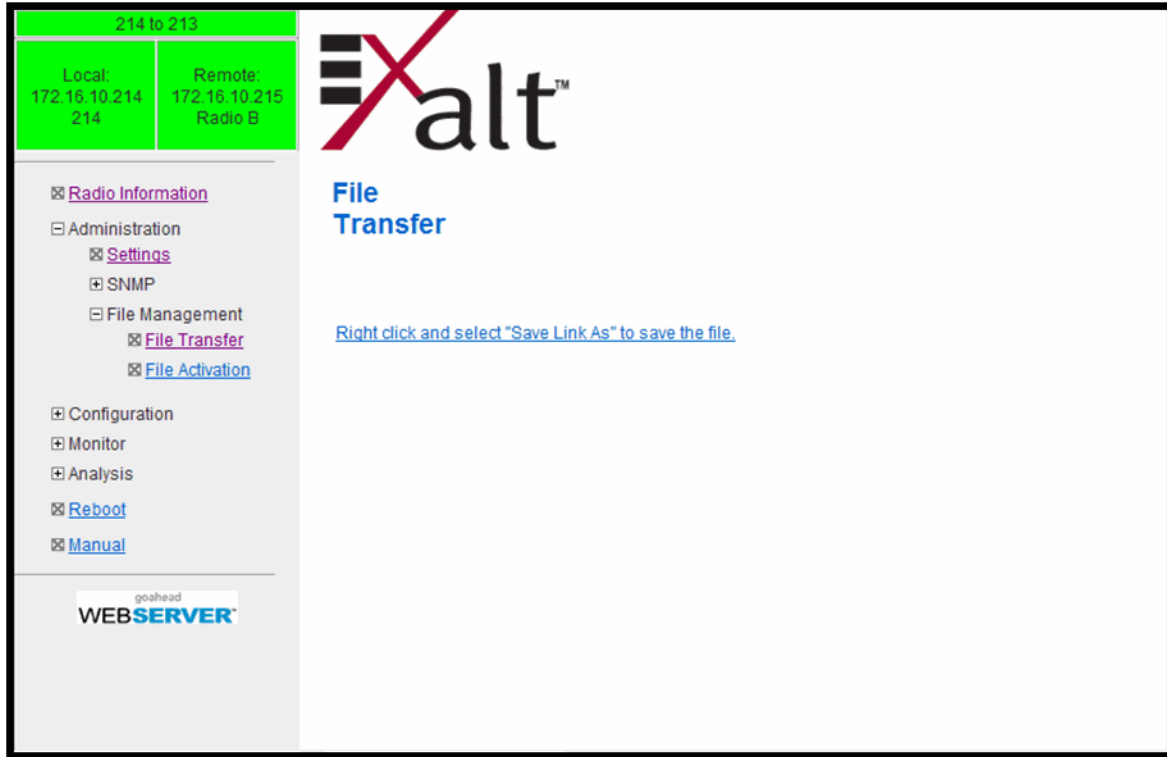 214 to 213
Local:
172.16.10.214
214
Remote:
172.16.10.215
Radio B
Radio Information
Administration
Settings
SNMP
File Management
File Transfer
File Activation
Configuration
Monitor
Analysis
Reboot
Manual
goahead
WEBSERVER™
EXalt™
File
Transfer
Right click and select "Save Link As" to save the file.